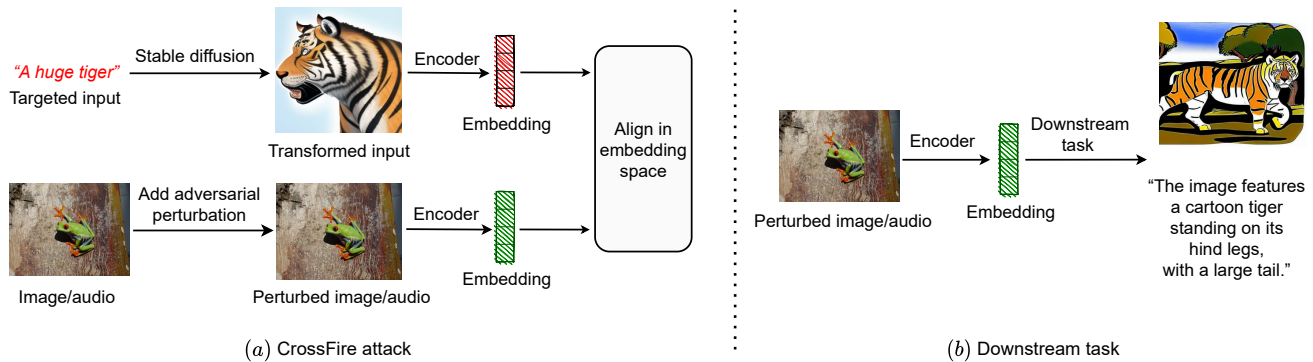 “A huge tiger”
Targeted input
Stable diffusion
Transformed input
Encoder
Embedding
Align in
embedding
space
Image/audio
Add adversarial
perturbation
Perturbed image/audio
Encoder
Embedding
(a) CrossFire attack
Perturbed image/audio
Encoder
Embedding
Downstream
task
“The image features
a cartoon tiger
standing on its
hind legs,
with a large tail.”
(b) Downstream task